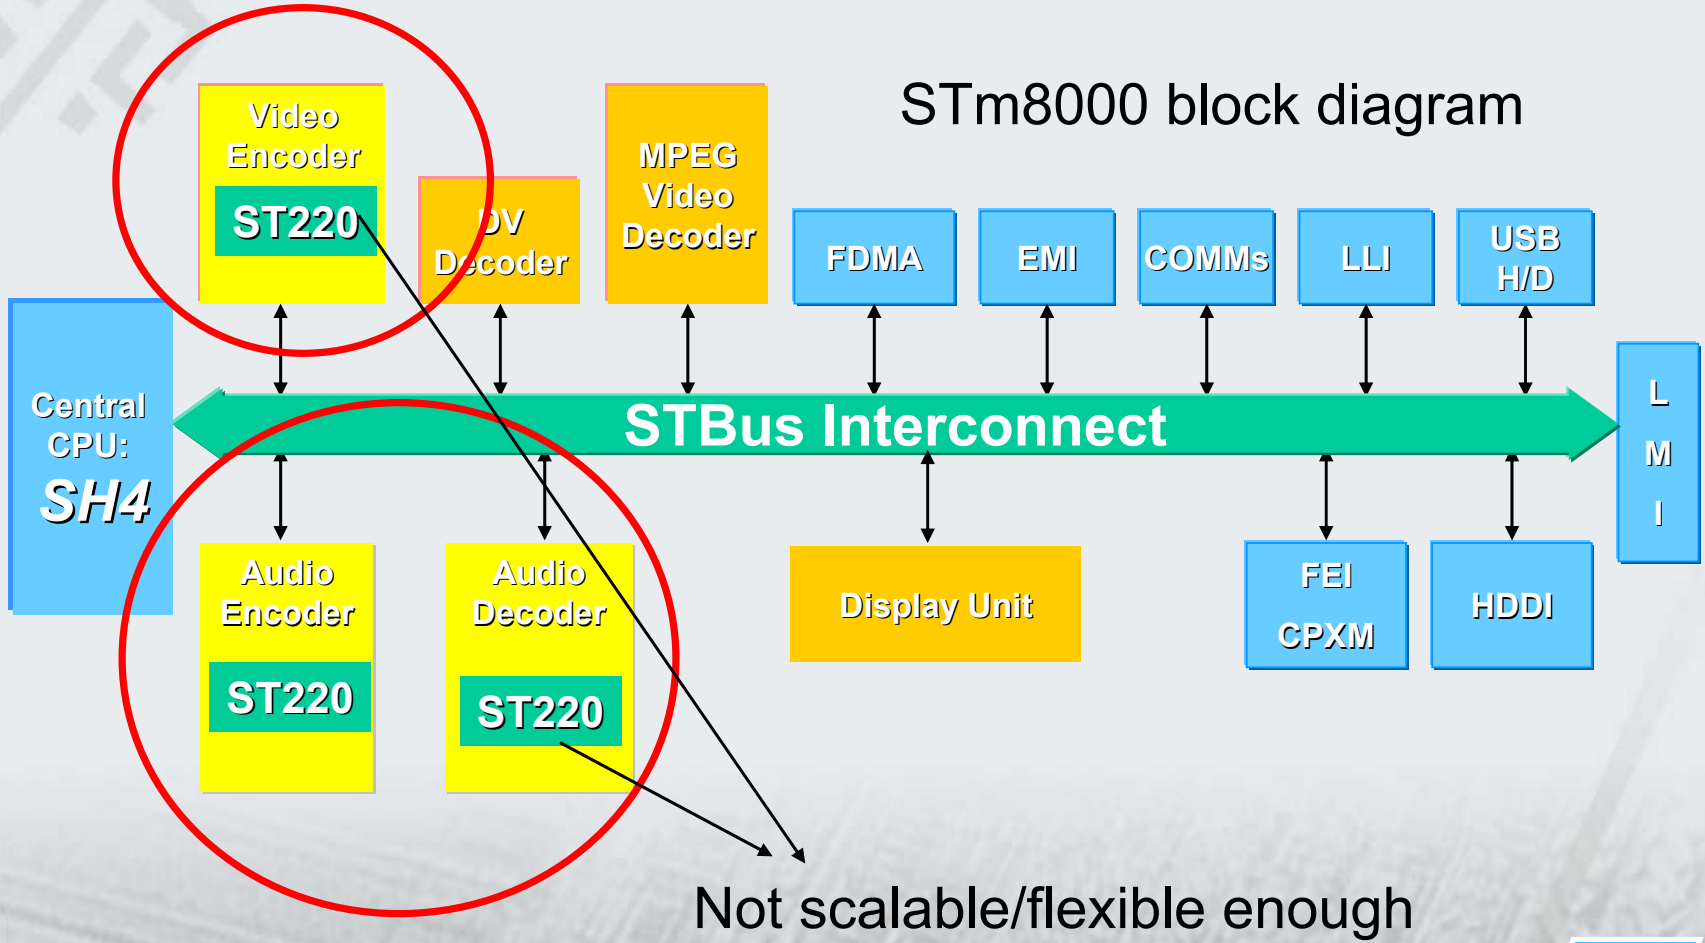 STm8000 block diagram
Video
Encoder
ST220
DV
Decoder
MPEG
Video
Decoder
FDMA
EMI
COMMs
LLI
USB
H/D
Central
CPU:
SH4
STBus Interconnect
L
M
I
Audio
Encoder
ST220
Audio
Decoder
ST220
Display Unit
FEI
CPXM
HDDI
Not scalable/flexible enough